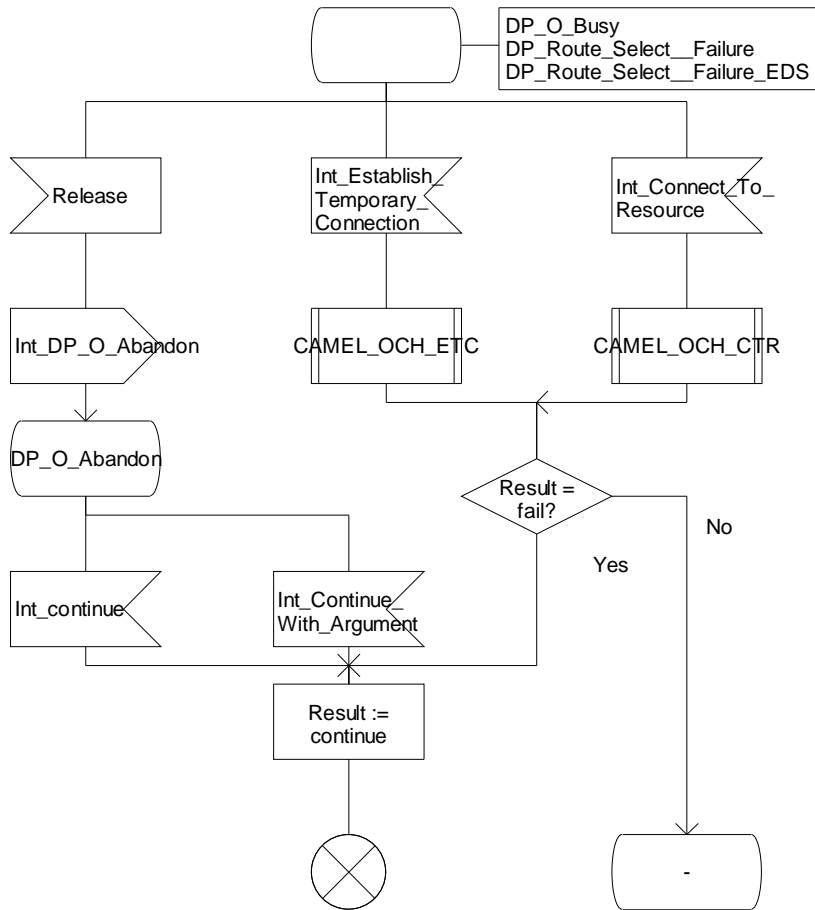 DP_O_Busy
DP_Route_Select__Failure
DP_Route_Select__Failure_EDS
Release
Int_Establish_
Temporary_
Connection
Int_Connect_To_
Resource
Int_DP_O_Abandon
CAMEL_OCH_ETC
CAMEL_OCH_CTR
DP_O_Abandon
Result =
fail?
No
Yes
Int_continue
Int_Continue_
With_Argument
Result :=
continue
-